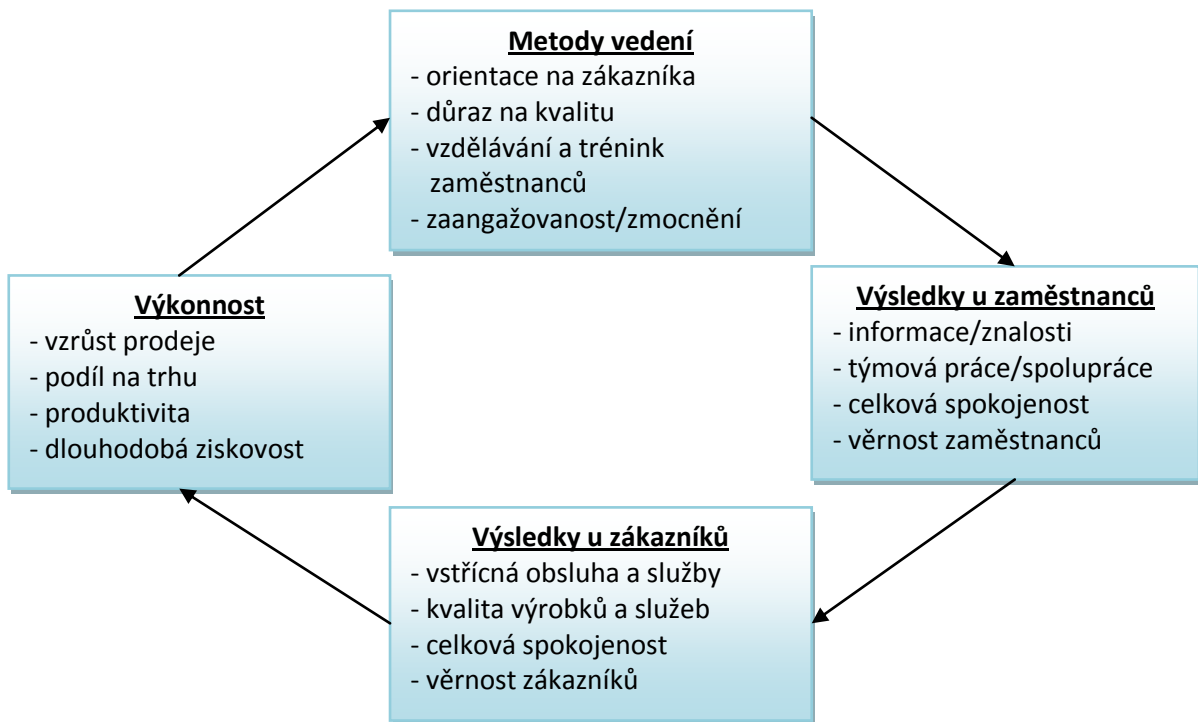 Metody vedení
- orientace na zákazníka
- důraz na kvalitu
- vzdělávání a trénink
zaměstnanců
- zaangažovanost/zmocnění
Výkonnost
- vzrůst prodeje
- podíl na trhu
- produktivita
- dlouhodobá ziskovost
Výsledky u zaměstnanců
- informace/znalosti
- týmová práce/spolupráce
- celková spokojenost
- věrnost zaměstnanců
Výsledky u zákazníků
- vstřícná obsluha a služby
- kvalita výrobků a služeb
- celková spokojenost
- věrnost zákazníků